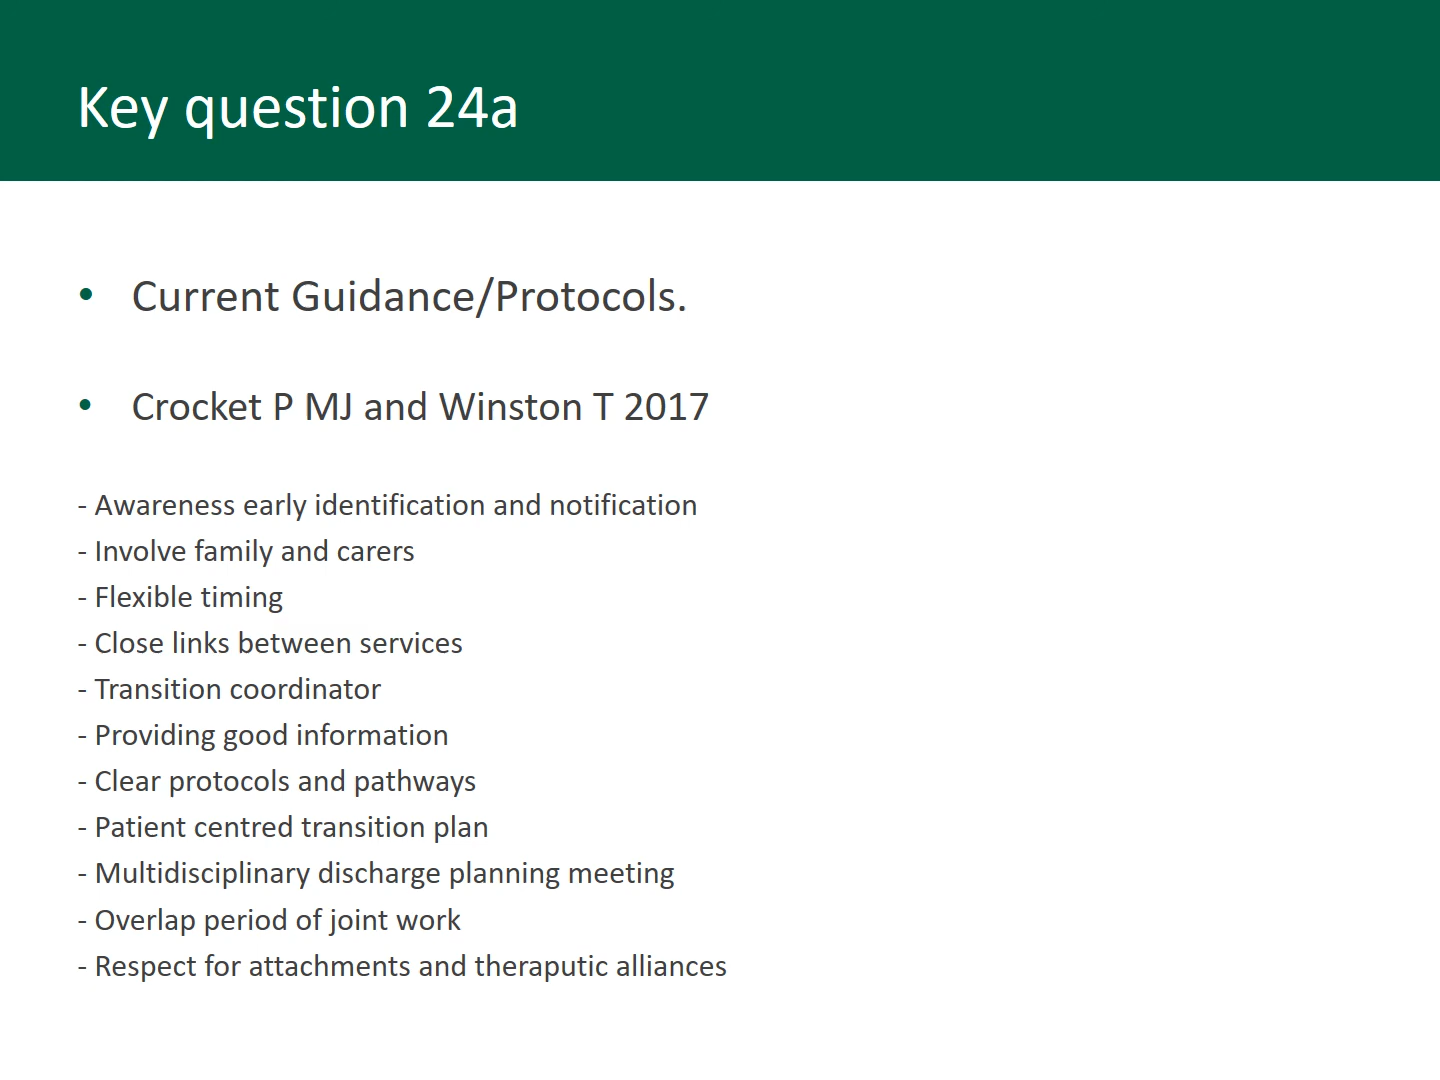 Key question 24a
• Current Guidance/Protocols.
• Crocket P MJ and Winston T 2017
- Awareness early identification and notification
- Involve family and carers
- Flexible timing
- Close links between services
- Transition coordinator
- Providing good information
- Clear protocols and pathways
- Patient centred transition plan
- Multidisciplinary discharge planning meeting
- Overlap period of joint work
- Respect for attachments and theraputic alliances